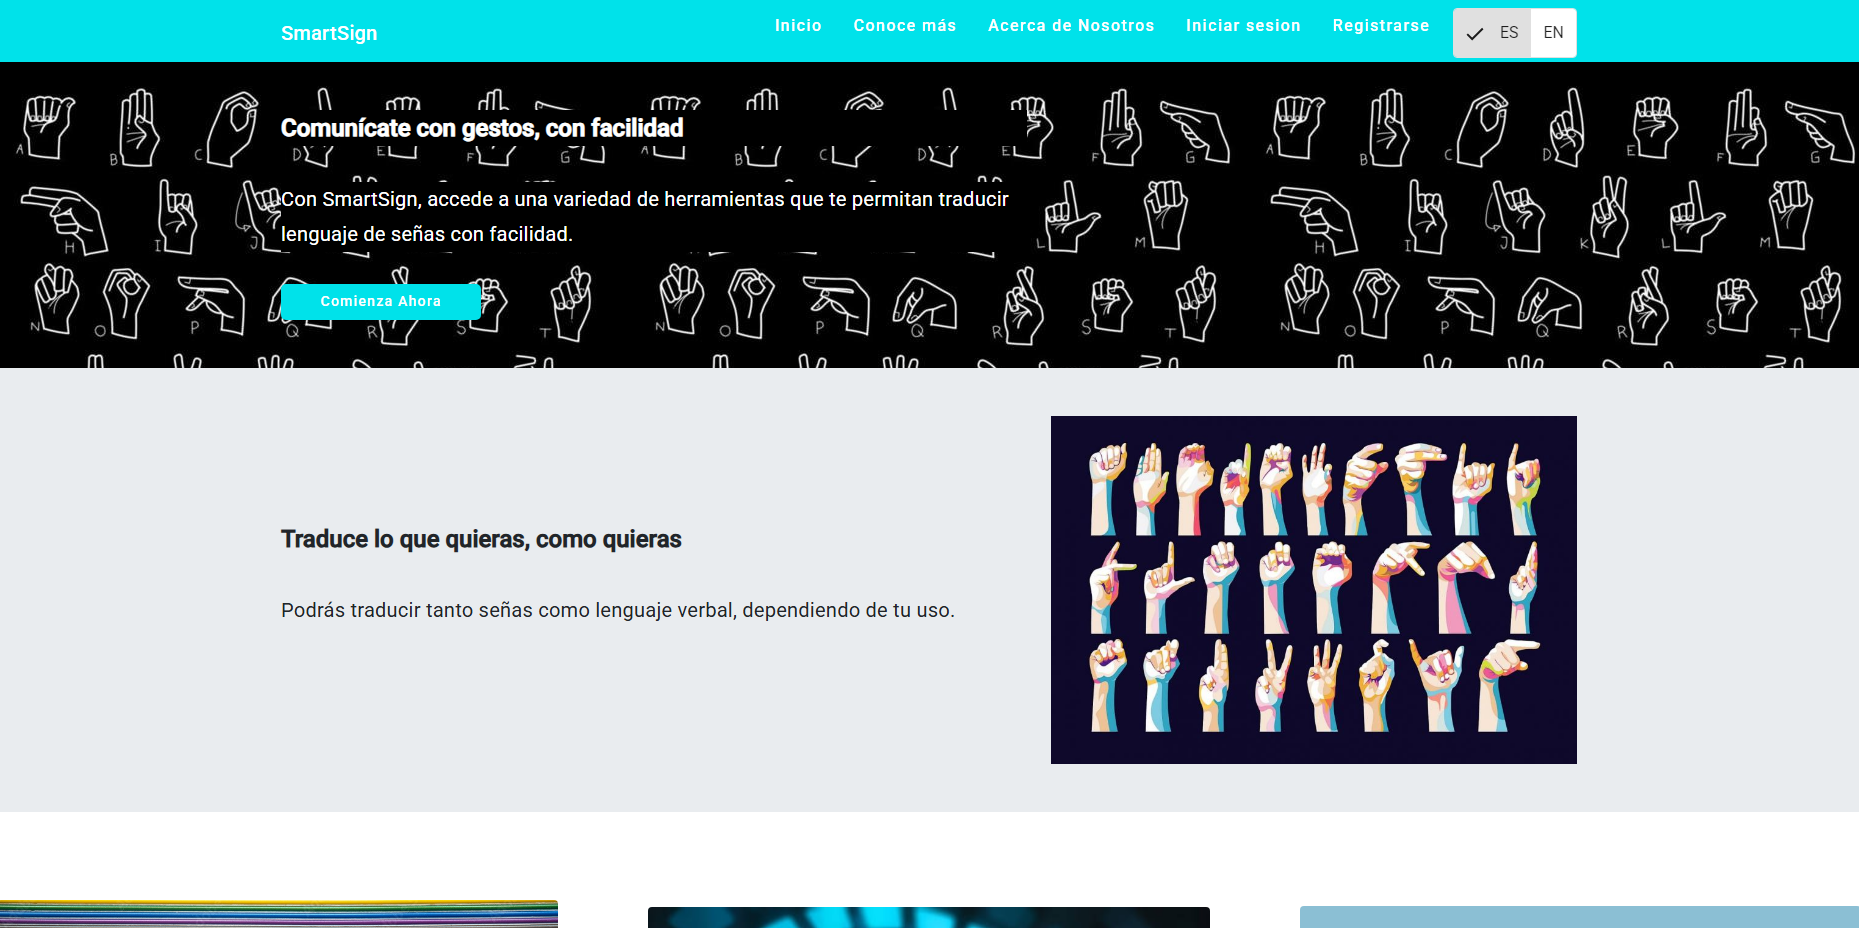 SmartSign
Inicio
Conoce más
Acerca de Nosotros
Iniciar sesion
Registrarse
ES
EN
Comunícate con gestos, con facilidad
Con SmartSign, accede a una variedad de herramientas que te permitan traducir
lenguaje de señas con facilidad.
Comienza Ahora
A B C D E F G A B C D E F G A B C D E F G
H I J L M H I J K L M
N O P Q R S T N O P Q R S T N O P Q R S T
Traduce lo que quieras, como quieras
Podrás traducir tanto señas como lenguaje verbal, dependiendo de tu uso.